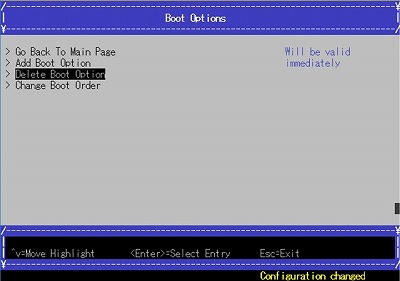 Boot Options
> Go Back To Main Page
Will be valid
> Add Boot Option
immediately
> Delete Boot Option
> Change Boot Order
^v=Move Highlight <Enter>=Select Entry Esc=Exit
Configuration changed